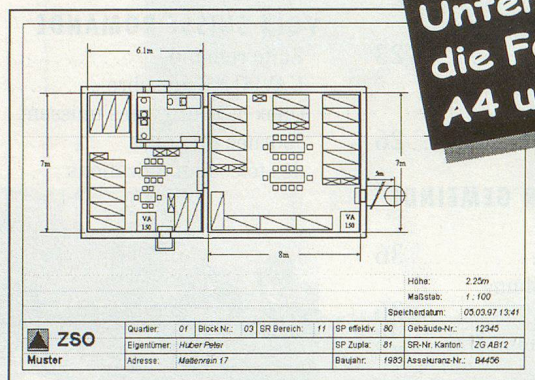 Unter
die Fo
A4 u
6.1m
7m
7m
5m
VA
150
VA
150
8m
Höhe: 2.25m
Maßstab: 1 : 100
Speicherdatum: 05.03.97 13:41
ZSO
Muster
Quartier: 01 Block Nr.: 03 SR Bereich: 11 SP effektiv: 80 Gebäude-Nr.: 12345
Eigentümer: Huber Peter SP Zupla: 81 SR-Nr. Kanton: ZG AB12
Adresse: Mattenrain 17 Baujahr: 1983 Assekuranz-Nr.: B4456